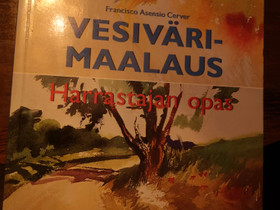 Francisco Asensio Cerver
VESIVÄRI-
MAALAUS
Harrastajan opas